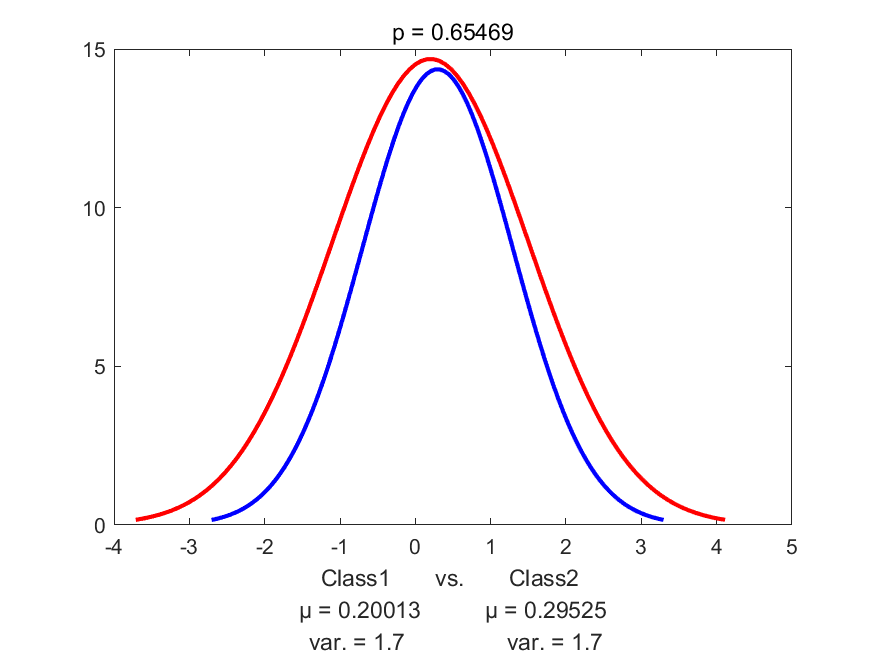 p = 0.65469
15
10
5
0
-4 -3 -2 -1 0 1 2 3 4 5
Class1 vs. Class2
μ = 0.20013 μ = 0.29525
var. = 1.7 var. = 1.7